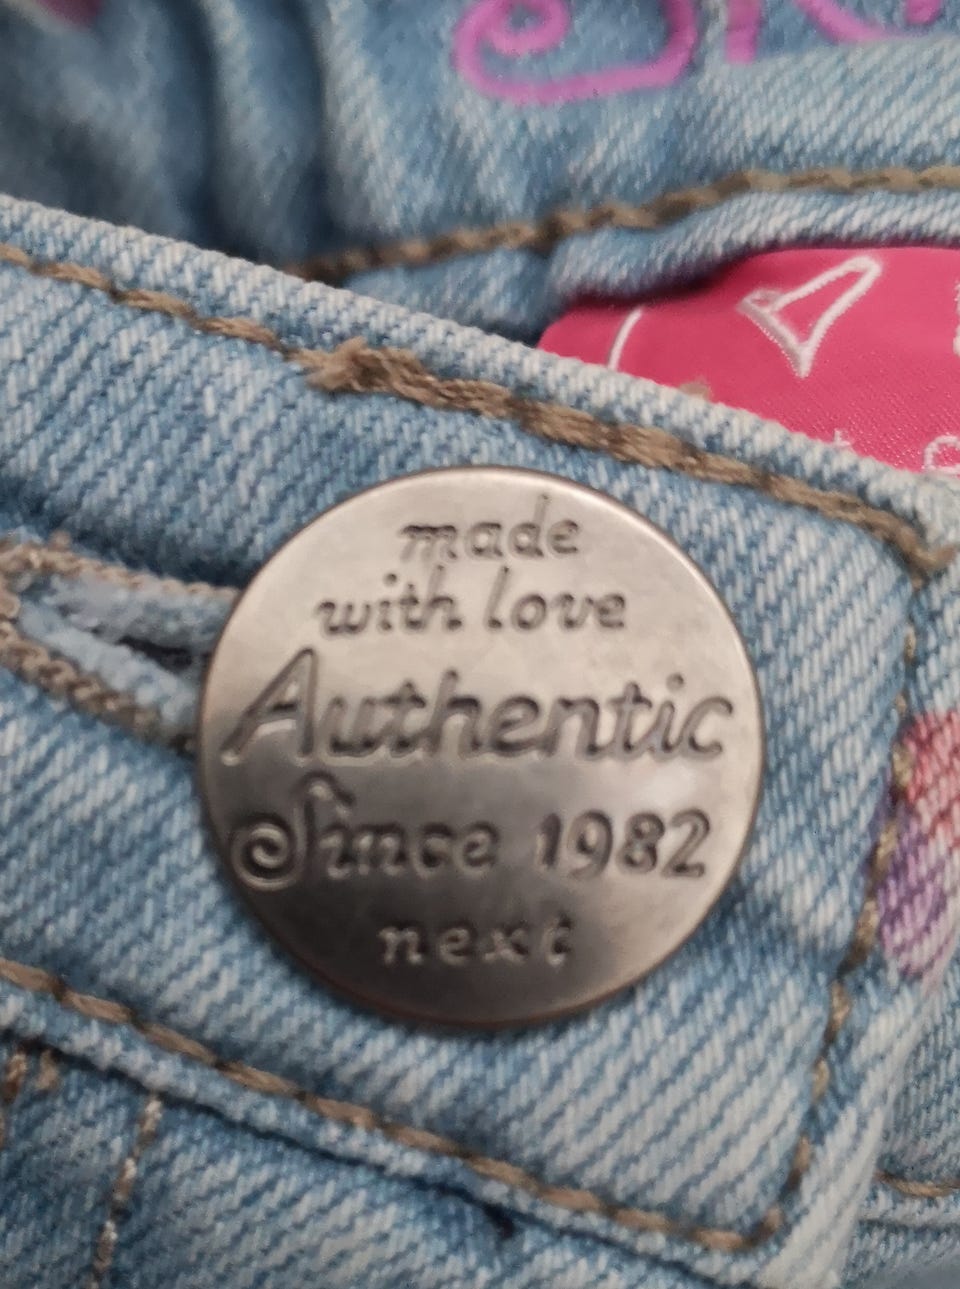 made
with love
Authentic
Since 1982
next